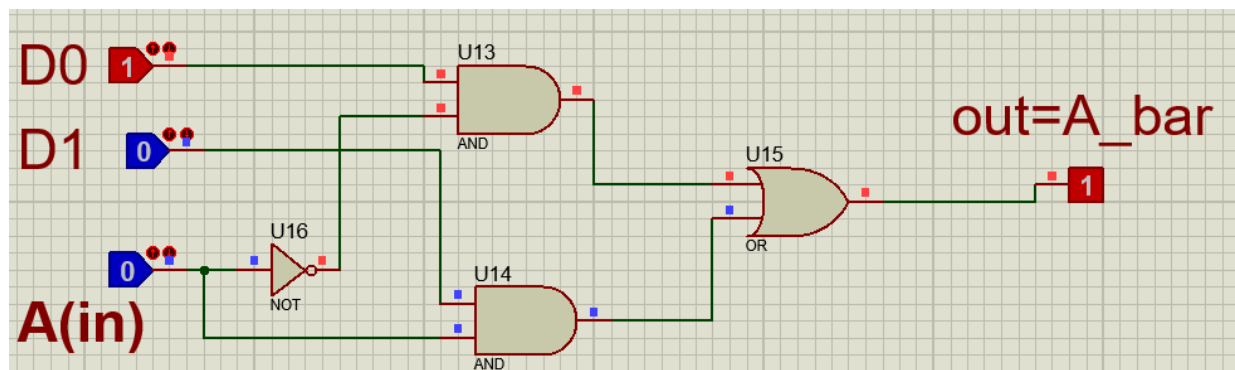 D0 1
U13
AND
D1 0
out=A_bar
1
U15
OR
0
U16
NOT
A(in)
U14
AND